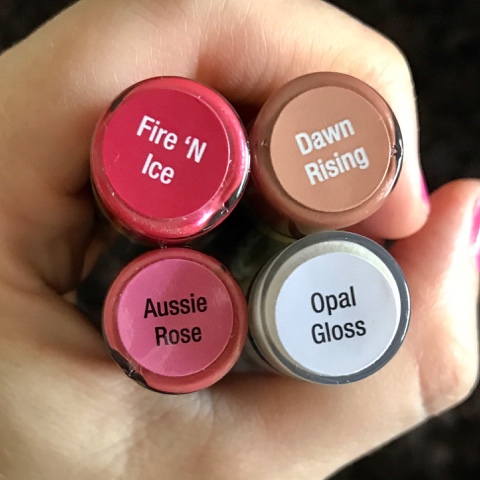 Fire ‘N
Ice
Dawn
Rising
Aussie
Rose
Opal
Gloss